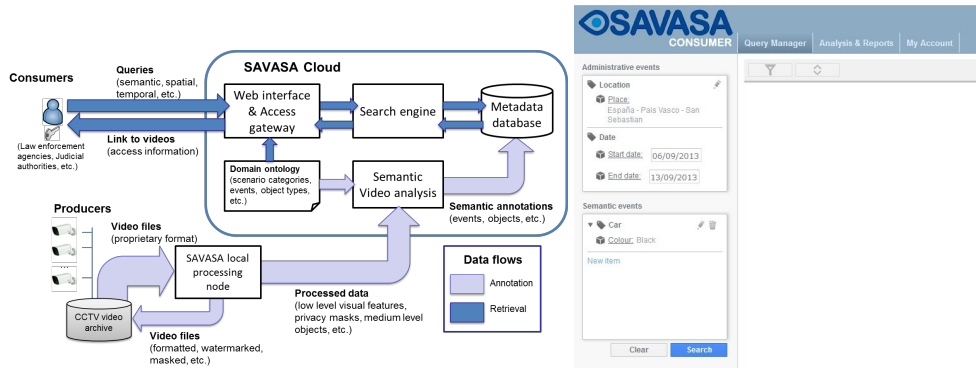 Consumers
(Law enforcement
agencies, Judicial
authorities, etc.)
Queries
(semantic, spatial,
temporal, etc.)
Link to videos
(access information)
SAVASA Cloud
Web interface
& Access
gateway
Search engine
Metadata
database
Domain ontology
(scenario categories,
events, object types,
etc.)
Semantic
Video analysis
Semantic annotations
(events, objects, etc.)
Producers
...
CCTV video
archive
Video files
(proprietary format)
SAVASA local
processing
node
Video files
(formatted, watermarked,
masked, etc.)
Processed data
(low level visual features,
privacy masks, medium level
objects, etc.)
Data flows
Annotation
Retrieval
SAVASA
CONSUMER
Query Manager
Analysis & Reports
My Account
Administrative events
Location
Place:
España - Pais Vasco - San
Sebastian
Date
Start date: 06/09/2013
End date: 13/09/2013
Semantic events
Car
Colour: Black
New item
Clear
Search